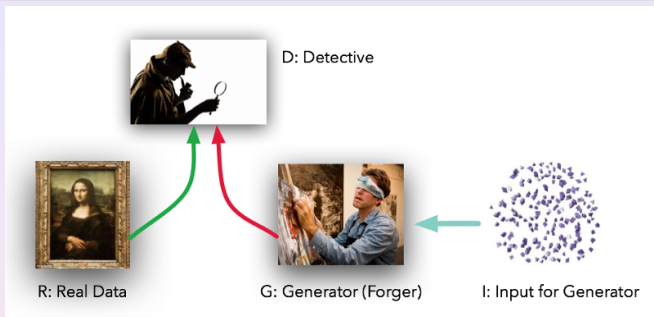 D: Detective
R: Real Data
G: Generator (Forger)
I: Input for Generator